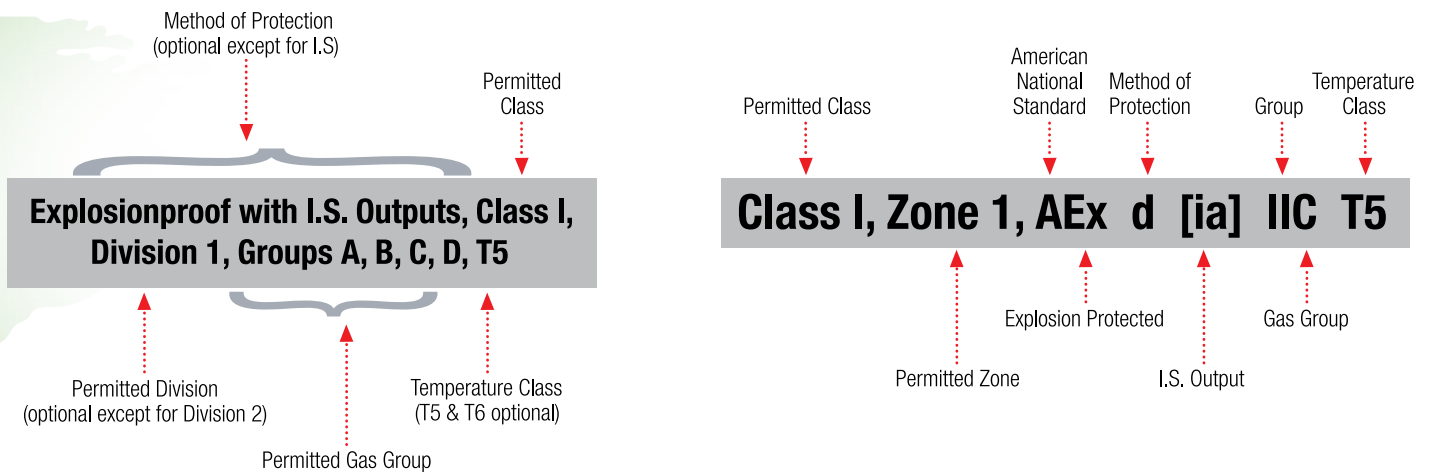 Method of Protection
(optional except for I.S)
Permitted
Class
Explosionproof with I.S. Outputs, Class I,
Division 1, Groups A, B, C, D, T5
Permitted Division
(optional except for Division 2)
Temperature Class
(T5 & T6 optional)
Permitted Gas Group
Permitted Class
American
National
Standard
Method of
Protection
Group
Temperature
Class
Class I, Zone 1, AEx d [ia] IIC T5
Explosion Protected
Gas Group
Permitted Zone
I.S. Output